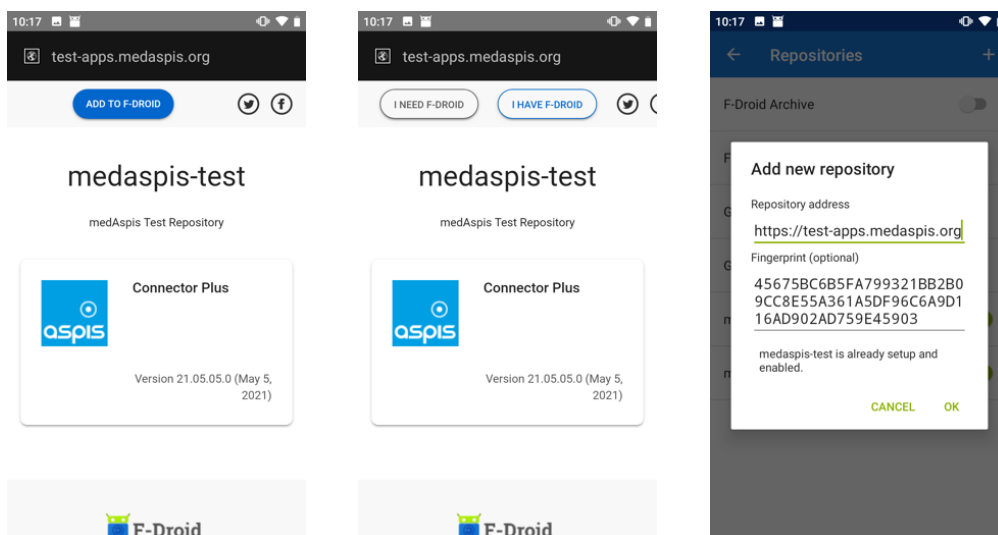 10:17
test-apps.medaspis.org
ADD TO F-DROID
medaspis-test
medAspis Test Repository
aspis
Connector Plus
Version 21.05.05.0 (May 5,
2021)
F-Droid
10:17
test-apps.medaspis.org
I NEED F-DROID
I HAVE F-DROID
medaspis-test
medAspis Test Repository
aspis
Connector Plus
Version 21.05.05.0 (May 5,
2021)
F-Droid
10:17
Repositories
F-Droid Archive
F
G
G
m
m
Add new repository
Repository address
https://test-apps.medaspis.org
Fingerprint (optional)
45675BC6B5FA799321BB2B0
9CC8E55A361A5DF96C6A9D1
16AD902AD759E45903
medaspis-test is already setup and
enabled.
CANCEL
OK